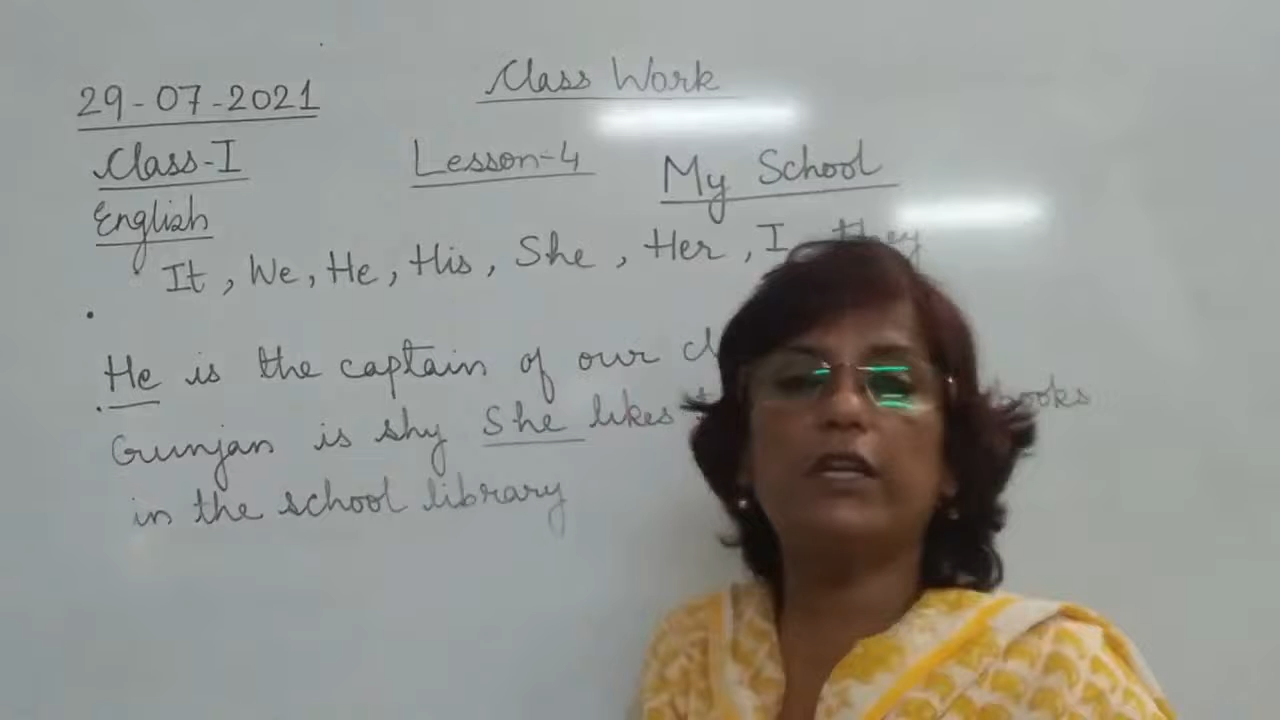 Class Work
29-07-2021
Class-I Lesson-4 My School
English
It, We, He, His, She, Her, I they
He is the captain of our
Gunjan is shy She likes books
in the school library